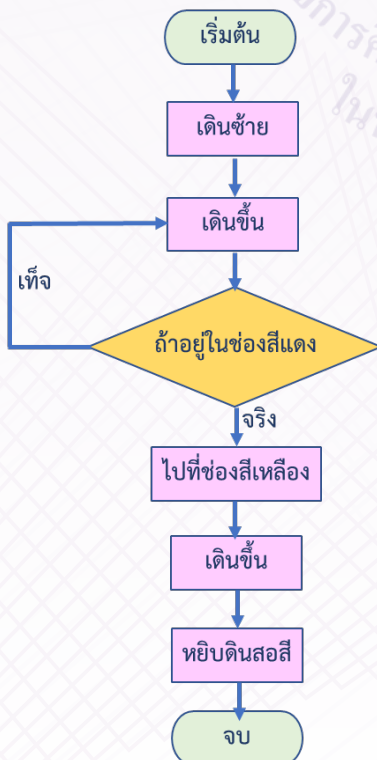 เริ่มต้น
เดินซ้าย
เดินขึ้น
เท็จ
ถ้าอยู่ในช่องสีแดง
จริง
ไปที่ช่องสีเหลือง
เดินขึ้น
หยิบดินสอสี
จบ